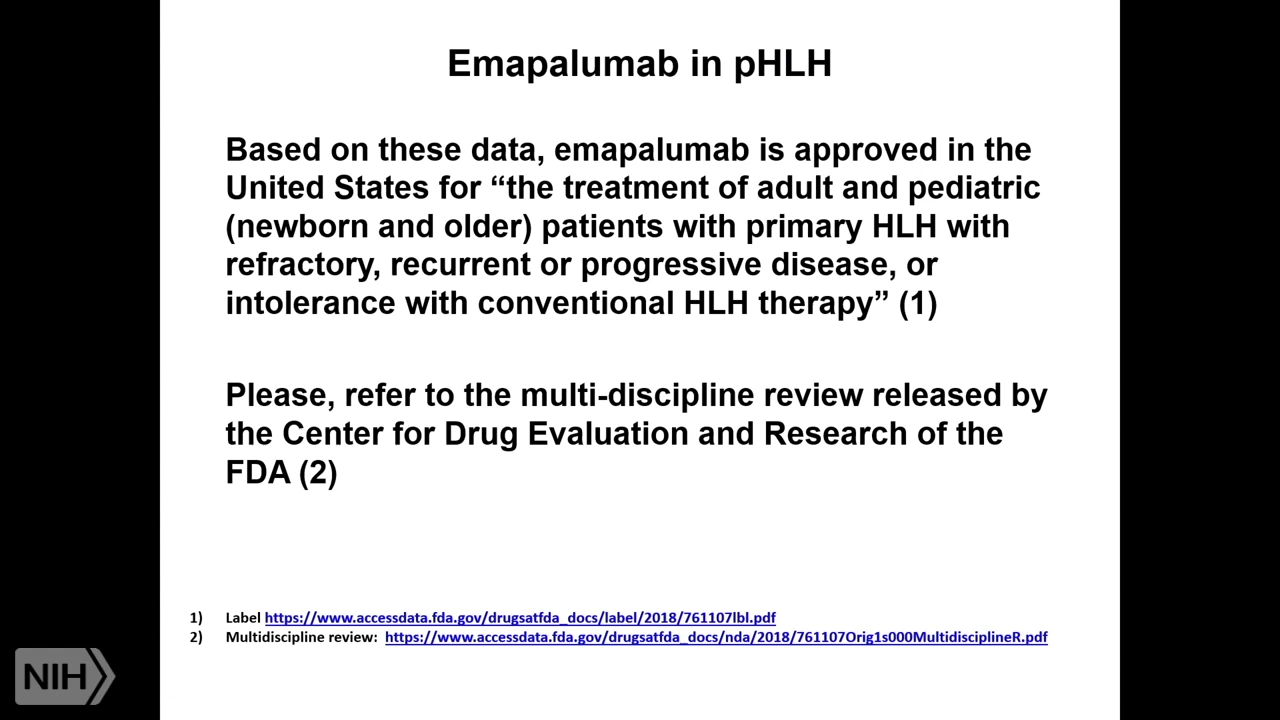 Emapalumab in pHLH
Based on these data, emapalumab is approved in the
United States for “the treatment of adult and pediatric
(newborn and older) patients with primary HLH with
refractory, recurrent or progressive disease, or
intolerance with conventional HLH therapy” (1)
Please, refer to the multi-discipline review released by
the Center for Drug Evaluation and Research of the
FDA (2)
1) Label https://www.accessdata.fda.gov/drugsatfda_docs/label/2018/761107lbl.pdf
2) Multidiscipline review: https://www.accessdata.fda.gov/drugsatfda_docs/nda/2018/761107Orig1s000MultidisciplineR.pdf
NIH